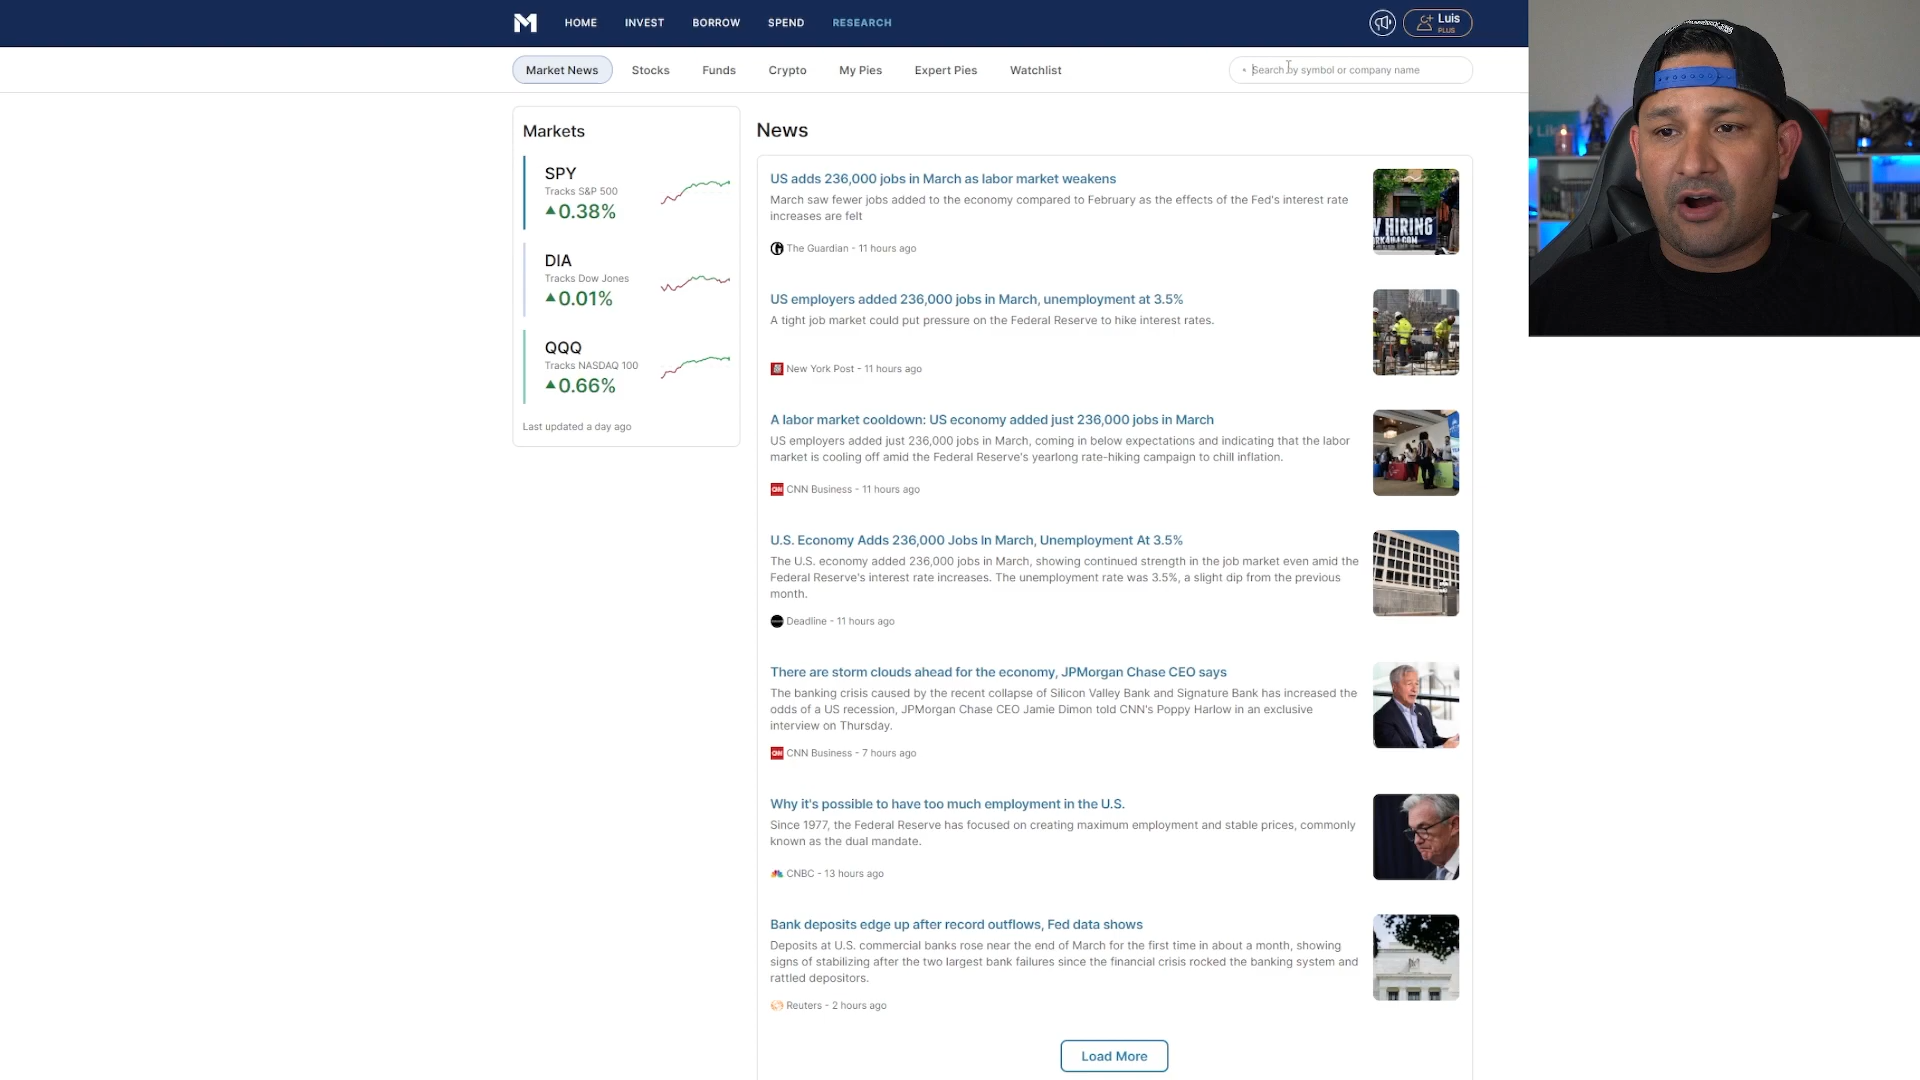 HOME INVEST BORROW SPEND RESEARCH
Luis
PLUS
Market News Stocks Funds Crypto My Pies Expert Pies Watchlist
Search by symbol or company name
Markets
SPY
Tracks S&P 500
0.38%
DIA
Tracks Dow Jones
0.01%
QQQ
Tracks NASDAQ 100
0.66%
Last updated a day ago
News
US adds 236,000 jobs in March as labor market weakens
March saw fewer jobs added to the economy compared to February as the effects of the Fed's interest rate
increases are felt
The Guardian - 11 hours ago
HIRING
US employers added 236,000 jobs in March, unemployment at 3.5%
A tight job market could put pressure on the Federal Reserve to hike interest rates.
New York Post - 11 hours ago
A labor market cooldown: US economy added just 236,000 jobs in March
US employers added just 236,000 jobs in March, coming in below expectations and indicating that the labor
market is cooling off amid the Federal Reserve's yearlong rate-hiking campaign to chill inflation.
CNN Business - 11 hours ago
U.S. Economy Adds 236,000 Jobs In March, Unemployment At 3.5%
The U.S. economy added 236,000 jobs in March, showing continued strength in the job market even amid the
Federal Reserve's interest rate increases. The unemployment rate was 3.5%, a slight dip from the previous
month.
Deadline - 11 hours ago
There are storm clouds ahead for the economy, JPMorgan Chase CEO says
The banking crisis caused by the recent collapse of Silicon Valley Bank and Signature Bank has increased the
odds of a US recession, JPMorgan Chase CEO Jamie Dimon told CNN's Poppy Harlow in an exclusive
interview on Thursday.
CNN Business - 7 hours ago
Why it's possible to have too much employment in the U.S.
Since 1977, the Federal Reserve has focused on creating maximum employment and stable prices, commonly
known as the dual mandate.
CNBC - 13 hours ago
Bank deposits edge up after record outflows, Fed data shows
Deposits at U.S. commercial banks rose near the end of March for the first time in about a month, showing
signs of stabilizing after the two largest bank failures since the financial crisis rocked the banking system and
rattled depositors.
Reuters - 2 hours ago
Load More